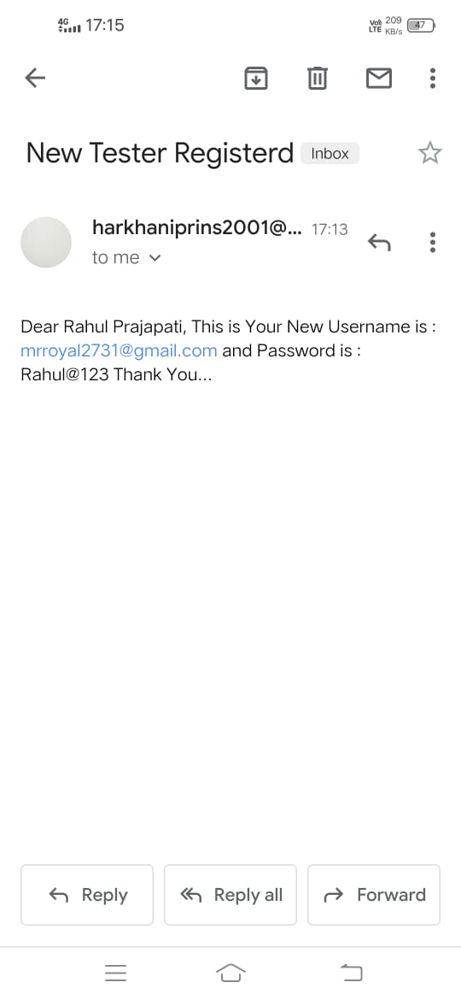 4G 17:15 Vo) LTE 209 KB/s 47
New Tester Registerd Inbox
harkhaniprins2001@... 17:13
to me
Dear Rahul Prajapati, This is Your New Username is :
mrroyal2731@gmail.com and Password is :
Rahul@123 Thank You...
Reply Reply all Forward